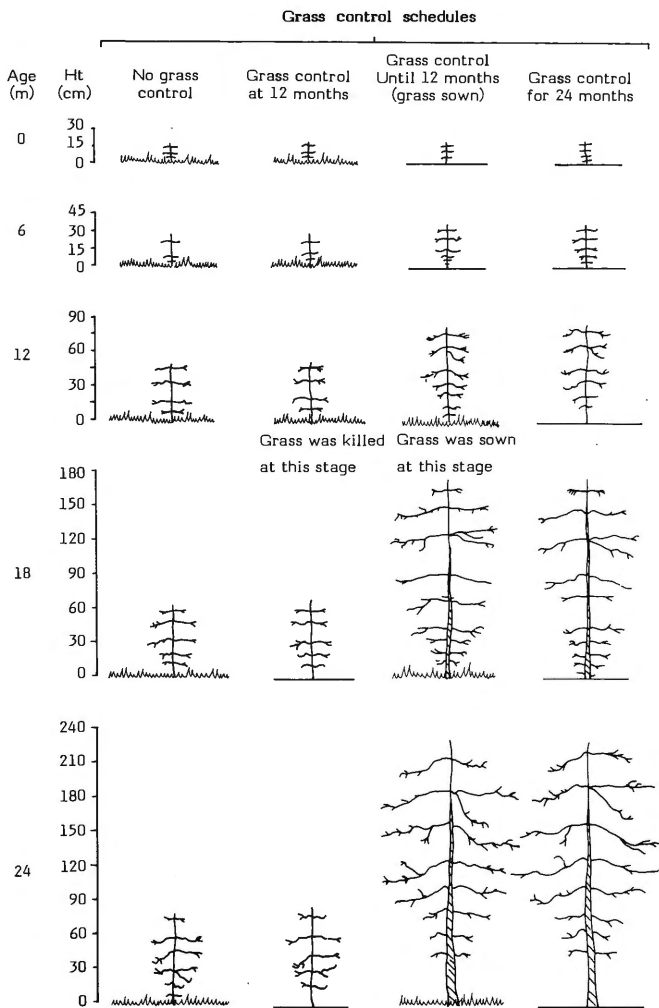 Grass control schedules
Age
(m)
Ht
(cm)
No grass
control
Grass control
at 12 months
Grass control
Until 12 months
(grass sown)
Grass control
for 24 months
0
30
15
0
6
45
30
15
0
12
90
60
30
0
Grass was killed
at this stage
Grass was sown
at this stage
18
180
150
120
90
60
30
0
24
240
210
180
150
120
90
60
30
0